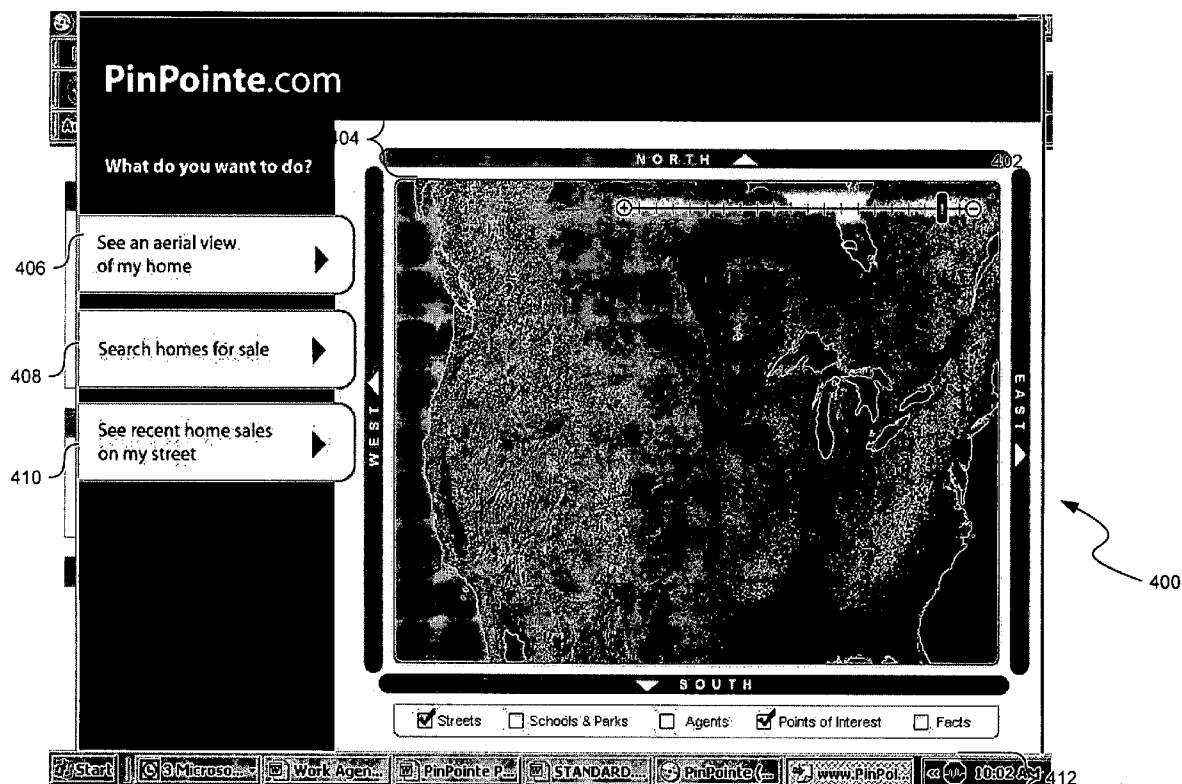 PinPointe.com
404
What do you want to do?
NORTH
402
See an aerial view
of my home
406
Search homes for sale
408
See recent home sales
on my street
410
WEST
EAST
400
SOUTH
Streets Schools & Parks Agents Points of Interest Facts
Start 3 Microso... Work Agen... PinPointe P... STANDARD... PinPointe (... www.PinPoi 10:02 AM
412